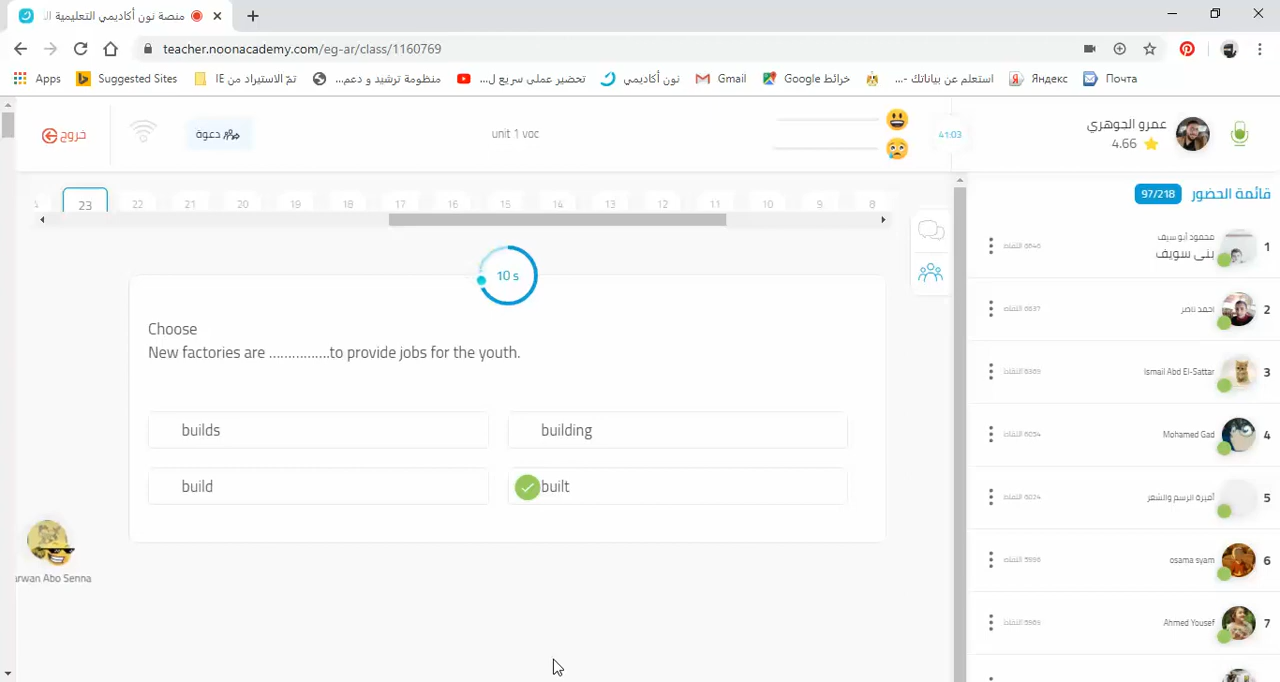 منصة نون أكاديمي التعليمية
teacher.noonacademy.com/eg-ar/class/1160769
Apps
Suggested Sites
تمّ الاستيراد من IE
منظومة ترشيد و دعم...
تحضير عملى سريع ل...
نون أكاديمي
Gmail
خرائط Google
استعلم عن بياناتك -...
Яндекс
Почта
خروج
دعوة
unit 1 voc
41:03
عمرو الجوهري
4.66
23 22 21 20 19 18 17 16 15 14 13 12 11 10 9 8
قائمة الحضور 97/218
10 s
Choose
New factories are ……………..to provide jobs for the youth.
builds
building
build
built
arwan Abo Senna
1
محمود أبو سيف
بنى سويف
2
احمد ناصر
3
Ismail Abd El-Sattar
4
Mohamed Gad
5
أميرة الرسم والشعر
6
osama syam
7
Ahmed Yousef